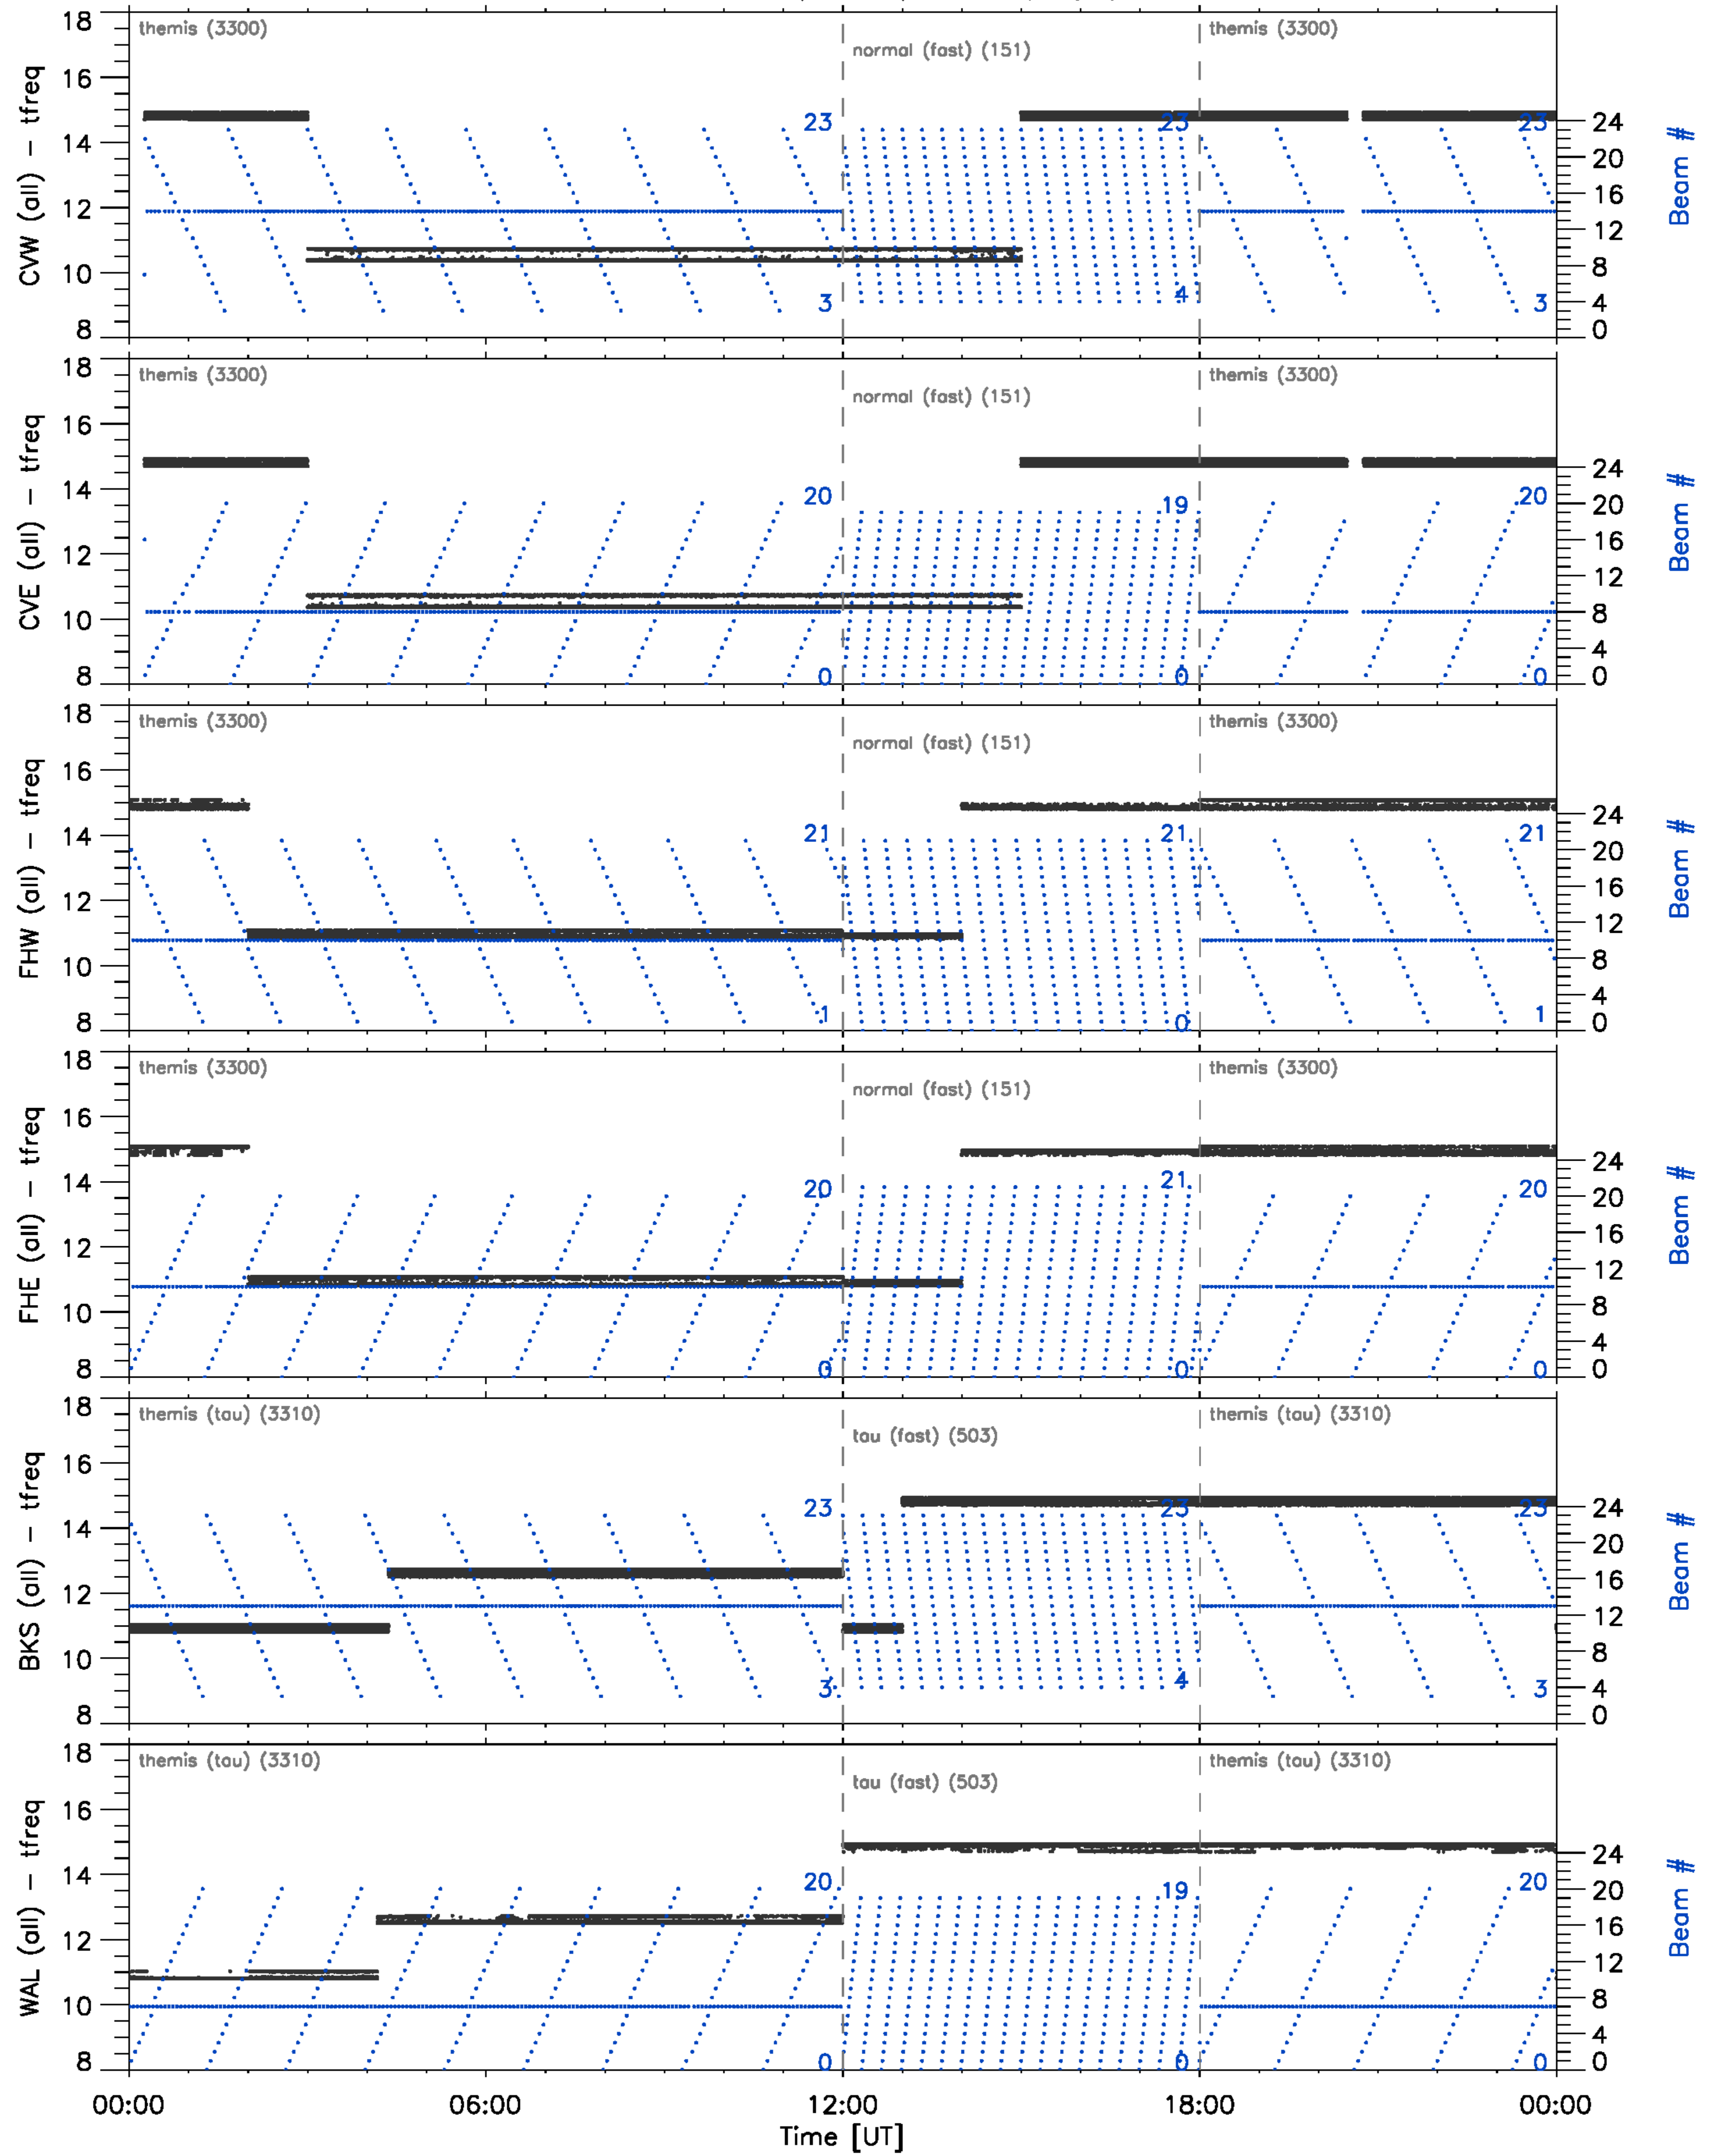 themis (3300) normal (fast) (151) themis (3300)
CVW (all) – tfreq
18
16
14
12
10
8
23 23 23
3 4 3
24
20
16
12
8
4
0
Beam #
themis (3300) normal (fast) (151) themis (3300)
CVE (all) – tfreq
18
16
14
12
10
8
20 19 20
0 0 0
24
20
16
12
8
4
0
Beam #
themis (3300) normal (fast) (151) themis (3300)
FHW (all) – tfreq
18
16
14
12
10
8
21 21 21
1 0 1
24
20
16
12
8
4
0
Beam #
themis (3300) normal (fast) (151) themis (3300)
FHE (all) – tfreq
18
16
14
12
10
8
20 21 20
0 0 0
24
20
16
12
8
4
0
Beam #
themis (tau) (3310) tau (fast) (503) themis (tau) (3310)
BKS (all) – tfreq
18
16
14
12
10
8
23 23 23
3 4 3
24
20
16
12
8
4
0
Beam #
themis (tau) (3310) tau (fast) (503) themis (tau) (3310)
WAL (all) – tfreq
18
16
14
12
10
8
20 19 20
0 0 0
24
20
16
12
8
4
0
Beam #
00:00 06:00 12:00 18:00 00:00
Time [UT]